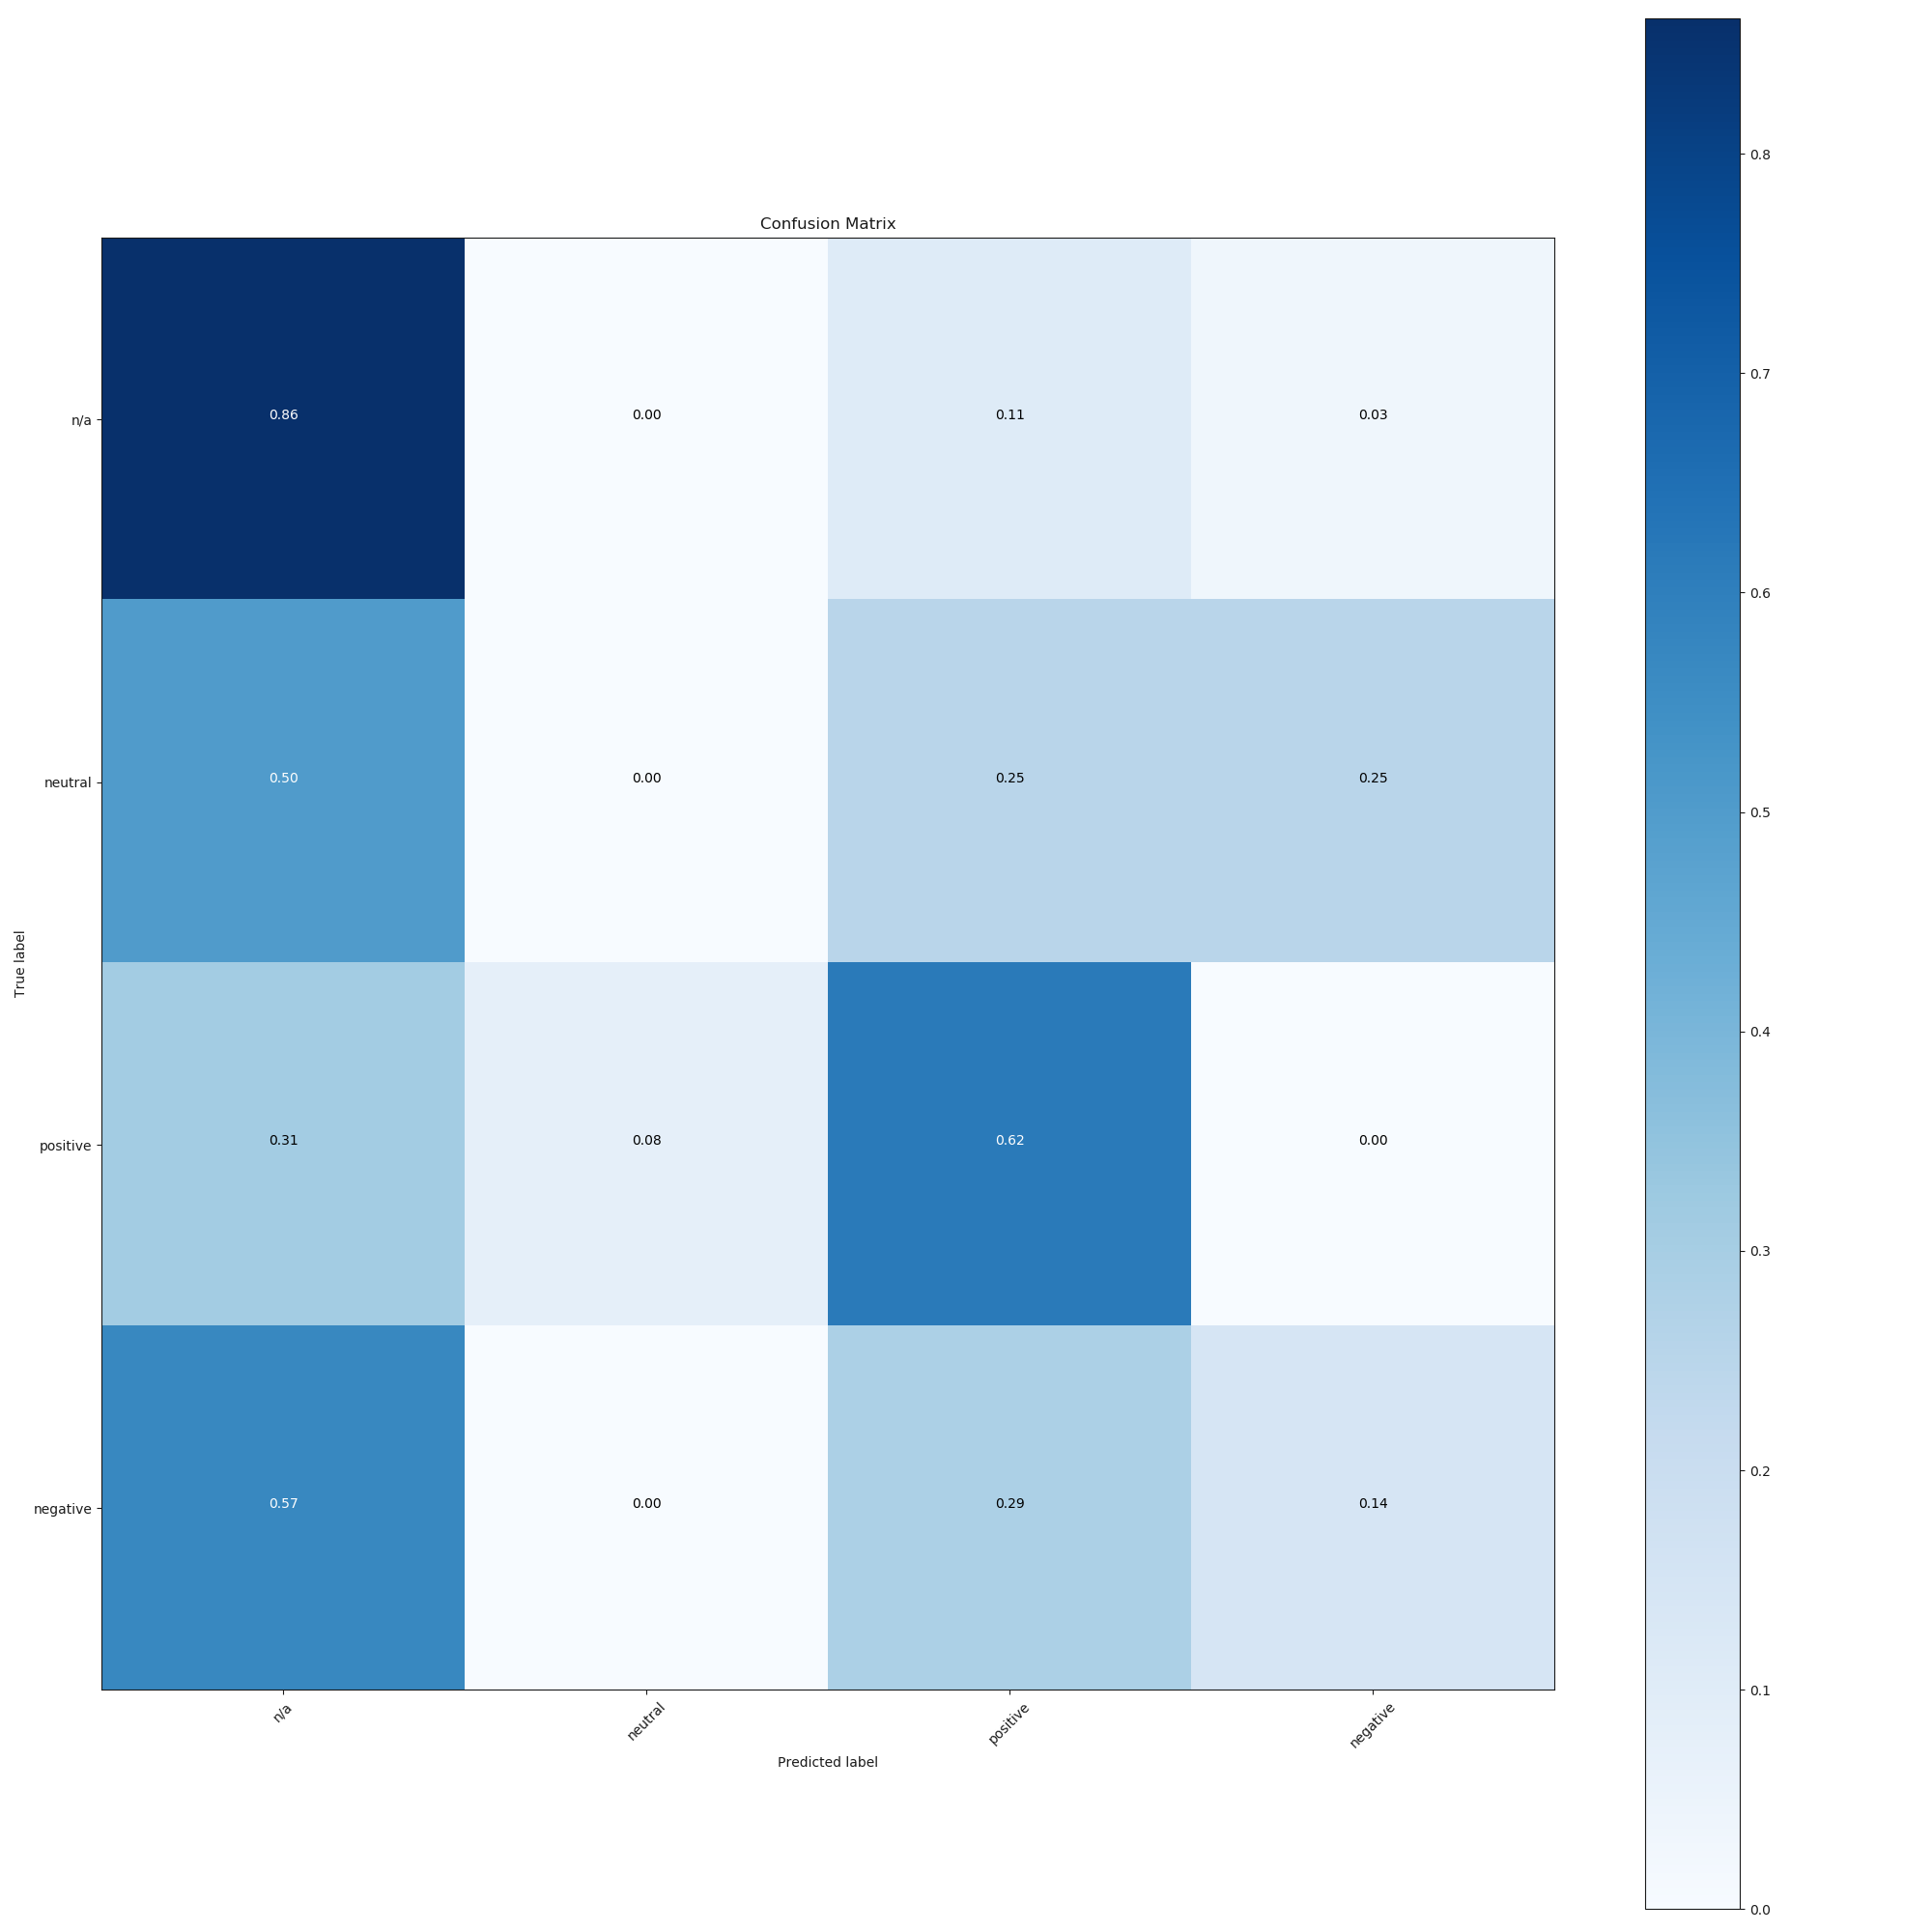 Confusion Matrix
n/a 0.86 0.00 0.11 0.03
neutral 0.50 0.00 0.25 0.25
positive 0.31 0.08 0.62 0.00
negative 0.57 0.00 0.29 0.14
True label
n/a neutral positive negative
Predicted label
0.8
0.7
0.6
0.5
0.4
0.3
0.2
0.1
0.0